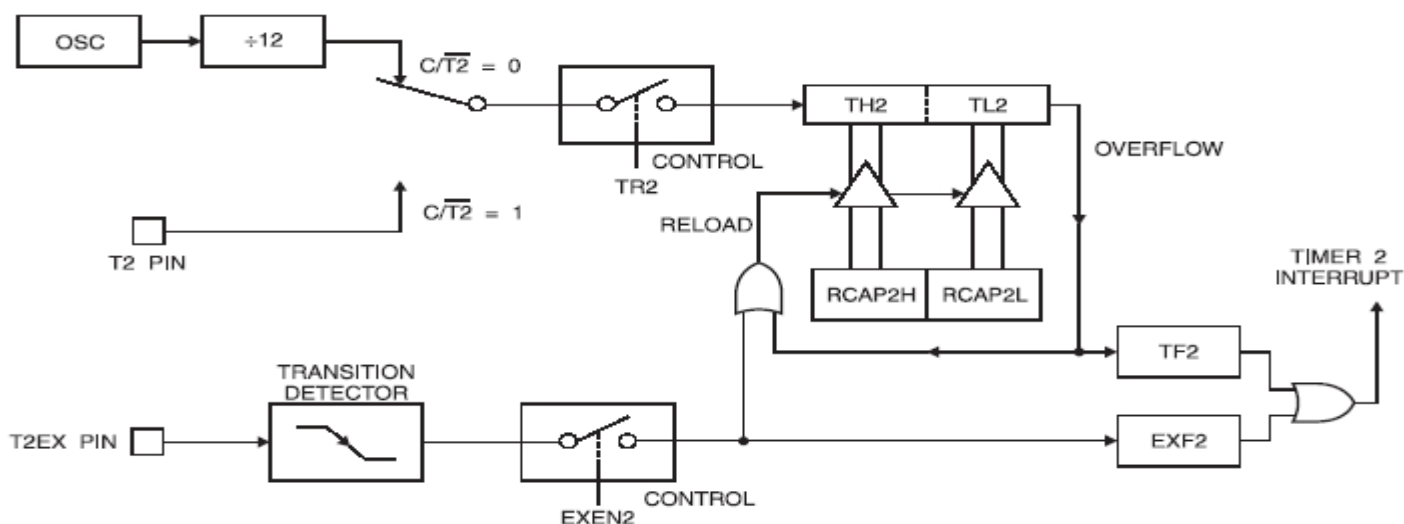 OSC
÷12
C/T2 = 0
TH2
TL2
CONTROL
TR2
OVERFLOW
C/T2 = 1
RELOAD
T2 PIN
TIMER 2
INTERRUPT
RCAP2H
RCAP2L
TRANSITION
DETECTOR
TF2
T2EX PIN
EXF2
CONTROL
EXEN2